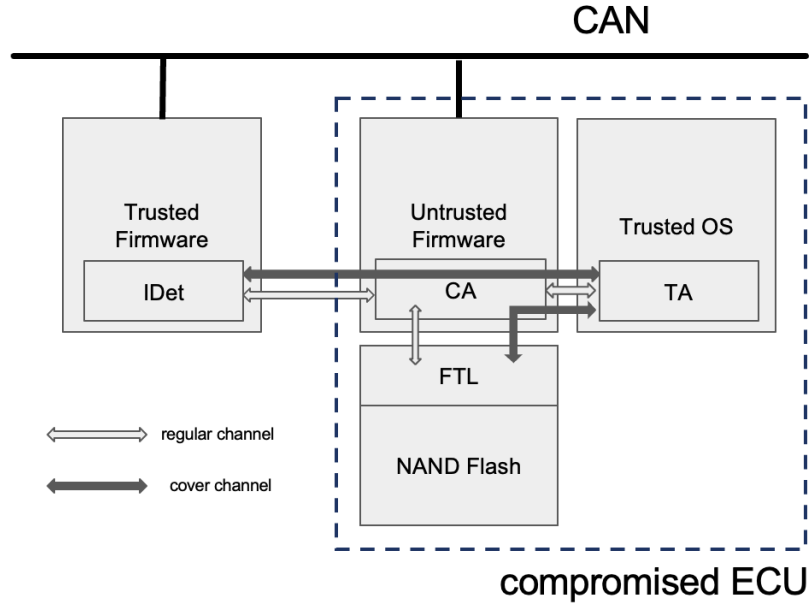 CAN
Trusted
Firmware
IDet
Untrusted
Firmware
CA
Trusted OS
TA
FTL
NAND Flash
regular channel
cover channel
compromised ECU